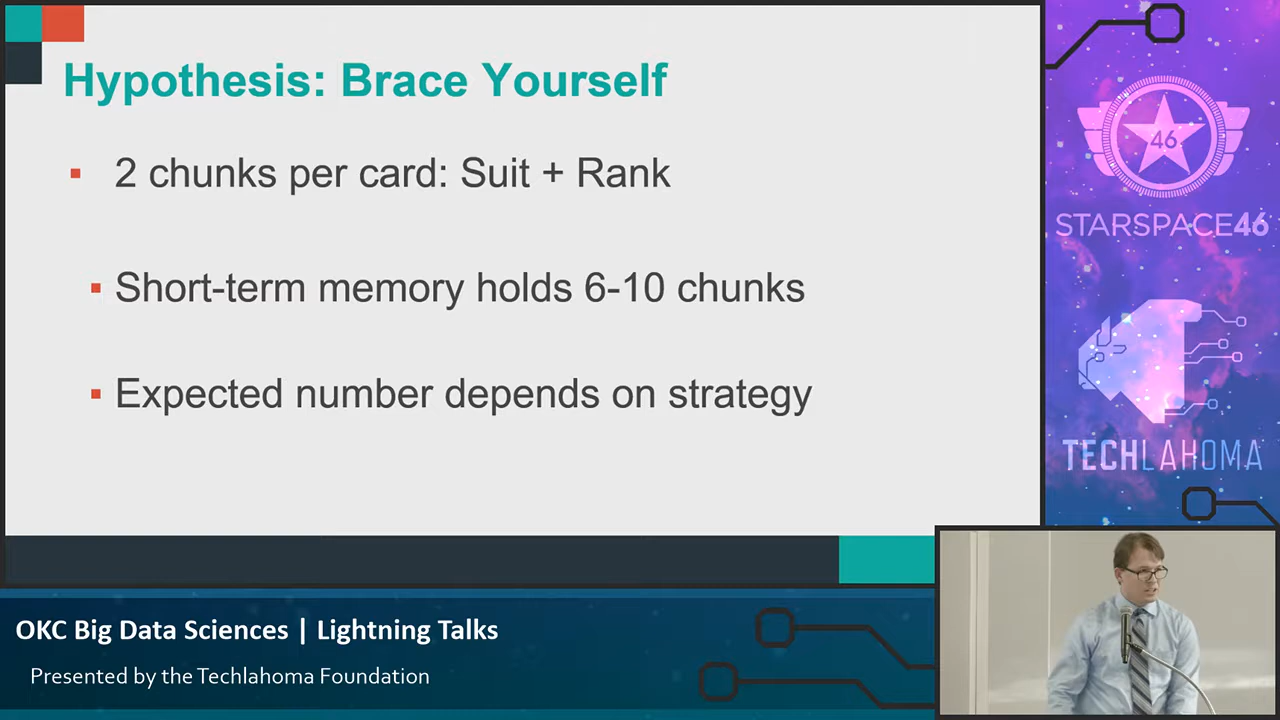 Hypothesis: Brace Yourself
2 chunks per card: Suit + Rank
Short-term memory holds 6-10 chunks
Expected number depends on strategy
46
STARSPACE46
TECHLAHOMA
OKC Big Data Sciences | Lightning Talks
Presented by the Techlahoma Foundation